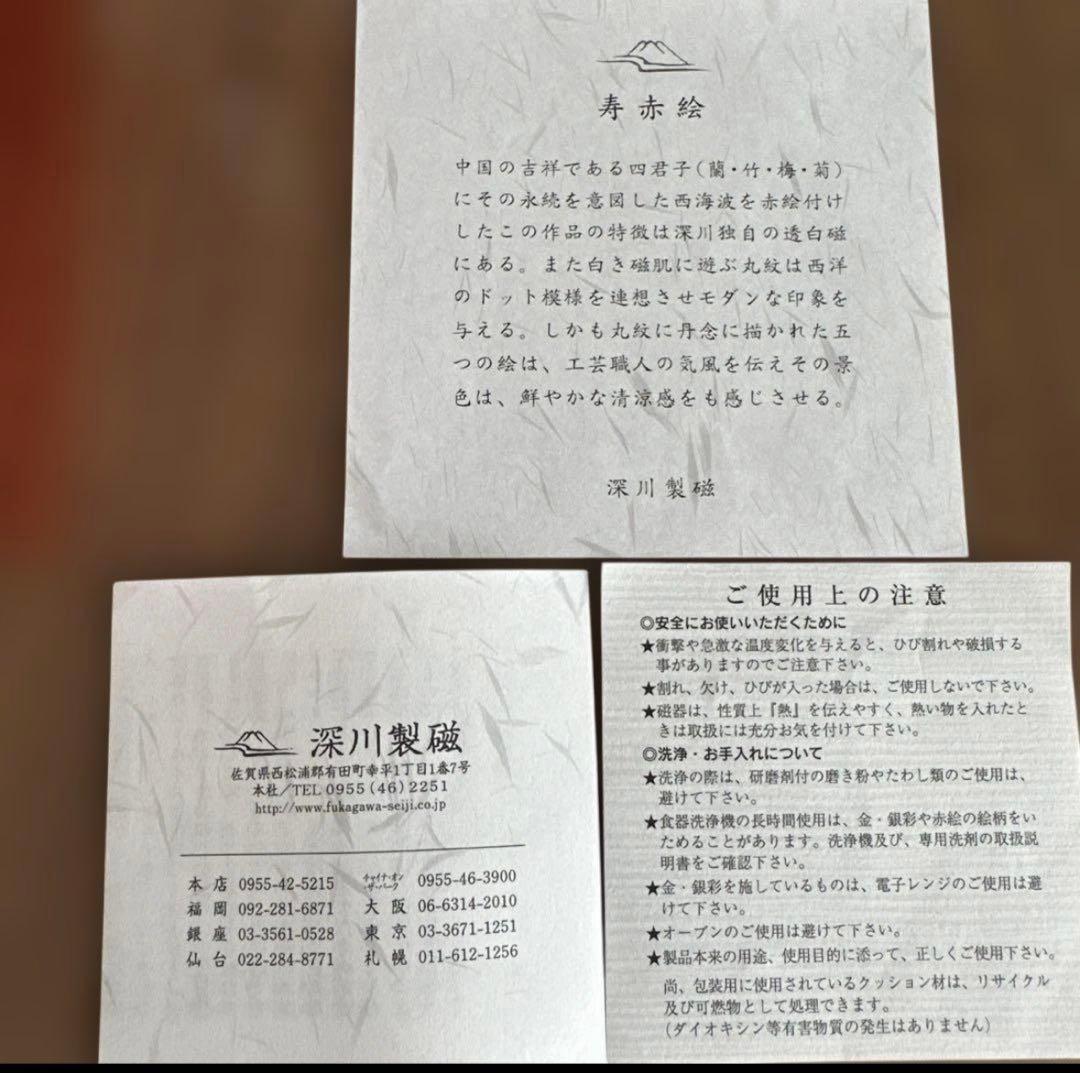 寿赤絵
中国の吉祥である四君子(蘭・竹・梅・菊)
にその永続を意図した西海波を赤絵付け
したこの作品の特徴は深川独自の透白磁
にある。また白き磁肌に遊ぶ丸紋は西洋
のドット模様を連想させモダンな印象を
与える。しかも丸紋に丹念に描かれた五
つの絵は、工芸職人の気風を伝えその景
色は、鮮やかな清涼感をも感じさせる。
深川製磁
深川製磁
佐賀県西松浦郡有田町幸平1丁目1番7号
本社/TEL 0955(46)2251
http://www.fukagawa-seiji.co.jp
本店 0955-42-5215 チャイナ・オン・ザ・パーク 0955-46-3900
福岡 092-281-6871 大阪 06-6314-2010
銀座 03-3561-0528 東京 03-3671-1251
仙台 022-284-8771 札幌 011-612-1256
ご使用上の注意
◎安全にお使いいただくために
★衝撃や急激な温度変化を与えると、ひび割れや破損する
事がありますのでご注意下さい。
★割れ、欠け、ひびが入った場合は、ご使用しないで下さい。
★磁器は、性質上『熱』を伝えやすく、熱い物を入れたと
きは取扱には充分お気を付けて下さい。
◎洗浄・お手入れについて
★洗浄の際は、研磨剤付の磨き粉やたわし類のご使用は、
避けて下さい。
★食器洗浄機の長時間使用は、金・銀彩や赤絵の絵柄をい
ためることがあります。洗浄機及び、専用洗剤の取扱説
明書をご確認下さい。
★金・銀彩を施しているものは、電子レンジのご使用は避
けて下さい。
★オーブンのご使用は避けて下さい。
★製品本来の用途、使用目的に添って、正しくご使用下さい。
尚、包装用に使用されているクッション材は、リサイクル
及び可燃物として処理できます。
(ダイオキシン等有害物質の発生はありません)